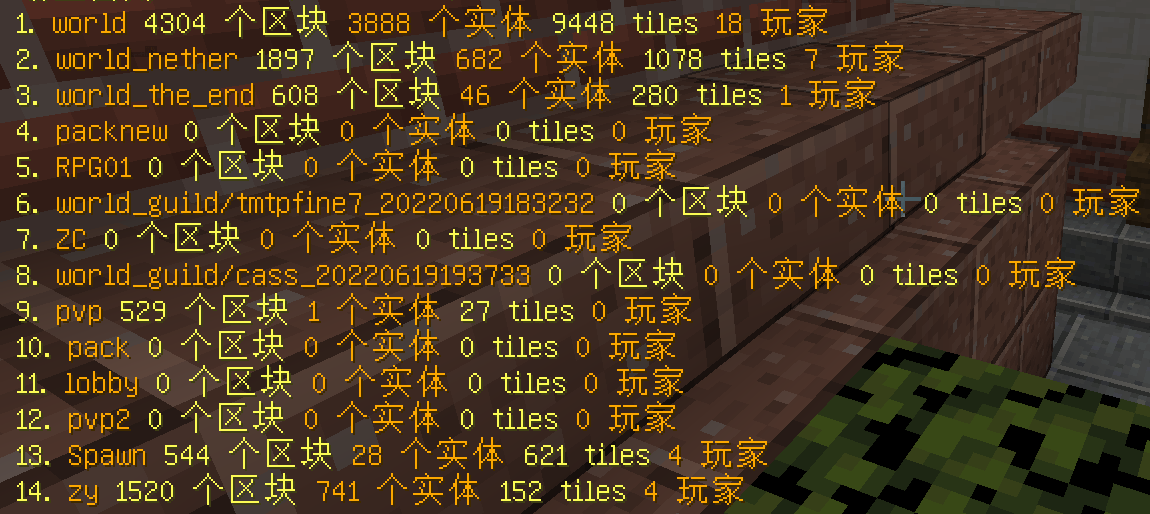 1. world 4304 个区块 3888 个实体 9448 tiles 18 玩家
2. world_nether 1897 个区块 682 个实体 1078 tiles 7 玩家
3. world_the_end 608 个区块 46 个实体 280 tiles 1 玩家
4. packnew 0 个区块 0 个实体 0 tiles 0 玩家
5. RPG01 0 个区块 0 个实体 0 tiles 0 玩家
6. world_guild/tmtpfine7_20220619183232 0 个区块 0 个实体 0 tiles 0 玩家
7. ZC 0 个区块 0 个实体 0 tiles 0 玩家
8. world_guild/cass_20220619193733 0 个区块 0 个实体 0 tiles 0 玩家
9. pvp 529 个区块 1 个实体 27 tiles 0 玩家
10. pack 0 个区块 0 个实体 0 tiles 0 玩家
11. lobby 0 个区块 0 个实体 0 tiles 0 玩家
12. pvp2 0 个区块 0 个实体 0 tiles 0 玩家
13. Spawn 544 个区块 28 个实体 621 tiles 4 玩家
14. zy 1520 个区块 741 个实体 152 tiles 4 玩家